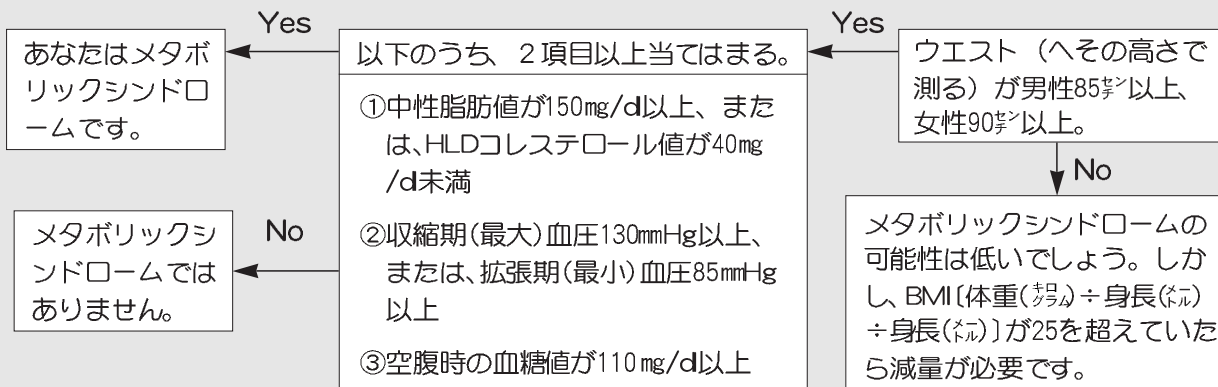 Yes
ウエスト（へその高さで
測る）が男性85㌢以上、
女性90㌢以上。
Yes
以下のうち、2項目以上当てはまる。
①中性脂肪値が150mg/d以上、また
は、HLDコレステロール値が40mg
/d未満
②収縮期(最大)血圧130mmHg以上、
または、拡張期(最小)血圧85mmHg
以上
③空腹時の血糖値が110mg/d以上
あなたはメタボ
リックシンドロ
ームです。
No
メタボリックシ
ンドロームでは
ありません。
No
メタボリックシンドロームの
可能性は低いでしょう。しか
し、BMI〔体重(㌔㌘)÷身長(㍍)
÷身長(㍍)〕が25を超えていた
ら減量が必要です。